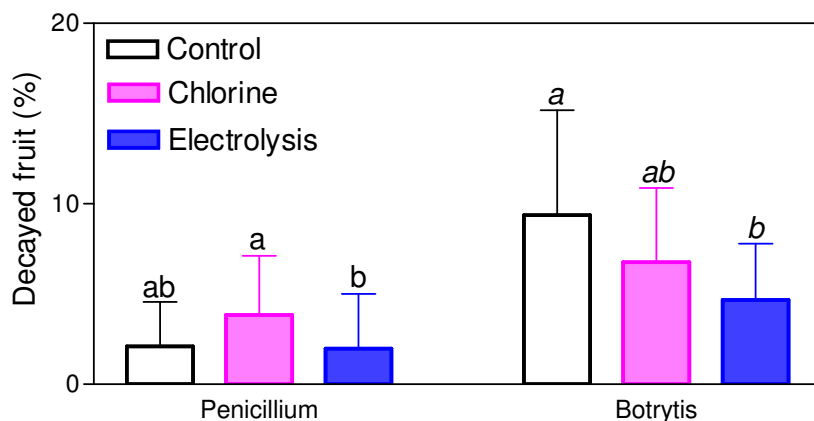 20
Control
Chlorine
Electrolysis
Decayed fruit (%)
10
0
ab
a
b
a
ab
b
Penicillium
Botrytis